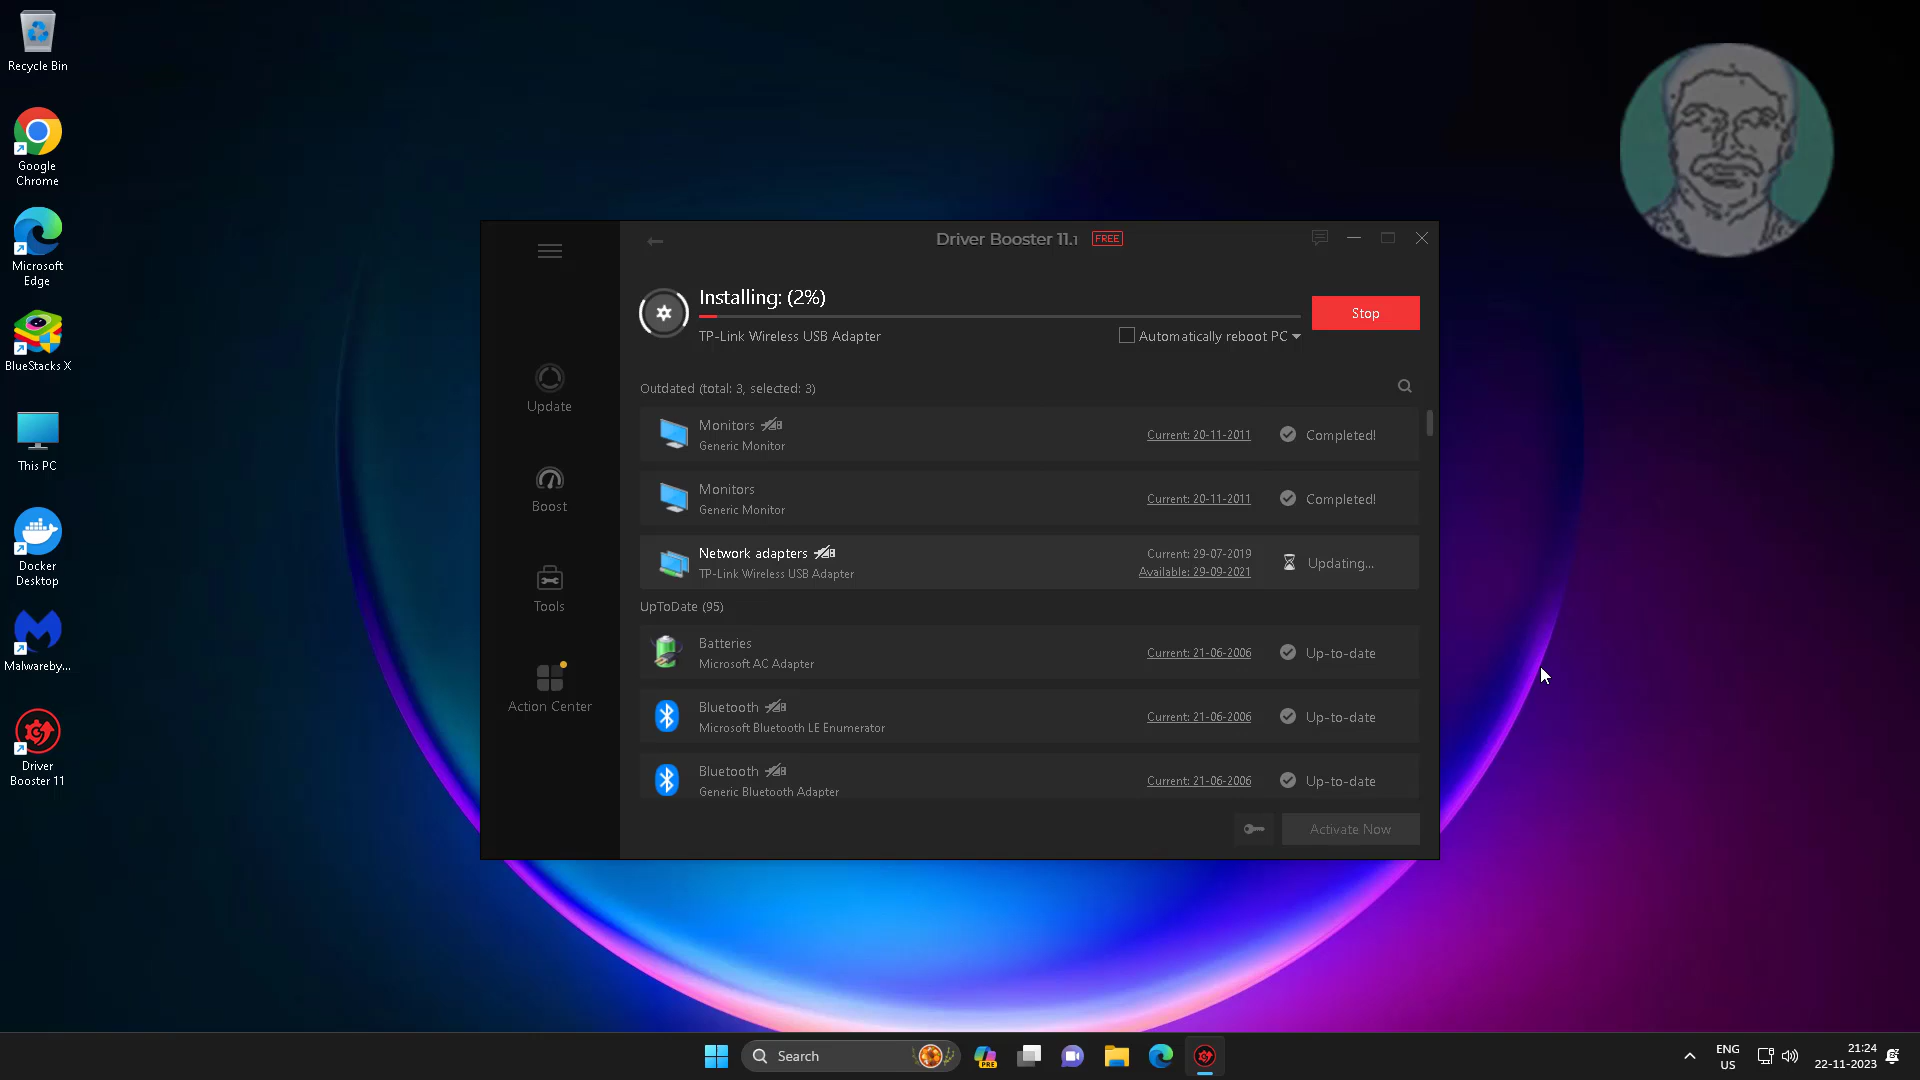 Recycle Bin
Google
Chrome
Microsoft
Edge
BlueStacks X
This PC
Docker
Desktop
Malwareby...
Driver
Booster 11
Driver Booster 11.1 FREE
Installing: (2%)
Stop
TP-Link Wireless USB Adapter
Automatically reboot PC
Update
Boost
Tools
Action Center
Outdated (total: 3, selected: 3)
Monitors
Generic Monitor
Current: 20-11-2011
Completed!
Monitors
Generic Monitor
Current: 20-11-2011
Completed!
Network adapters
TP-Link Wireless USB Adapter
Current: 29-07-2019
Available: 29-09-2021
Updating...
UpToDate (95)
Batteries
Microsoft AC Adapter
Current: 21-06-2006
Up-to-date
Bluetooth
Microsoft Bluetooth LE Enumerator
Current: 21-06-2006
Up-to-date
Bluetooth
Generic Bluetooth Adapter
Current: 21-06-2006
Up-to-date
Activate Now
Search
PRE
ENG
US
21:24
22-11-2023